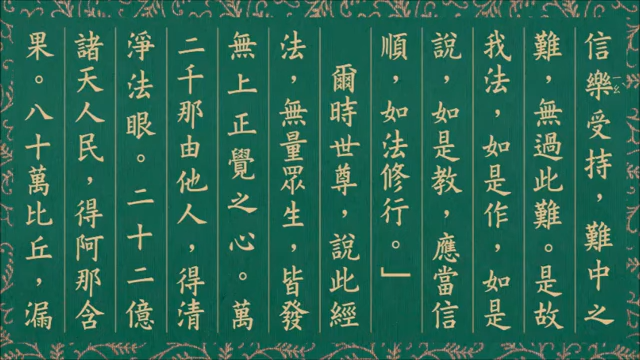 信樂受持，難中之
難，無過此難。是故
我法，如是作，如是
說，如是教，應當信
順，如法修行。」
爾時世尊，說此經
法，無量眾生，皆發
無上正覺之心。萬
二千那由他人，得清
淨法眼。二十二億
諸天人民，得阿那含
果。八十萬比丘，漏